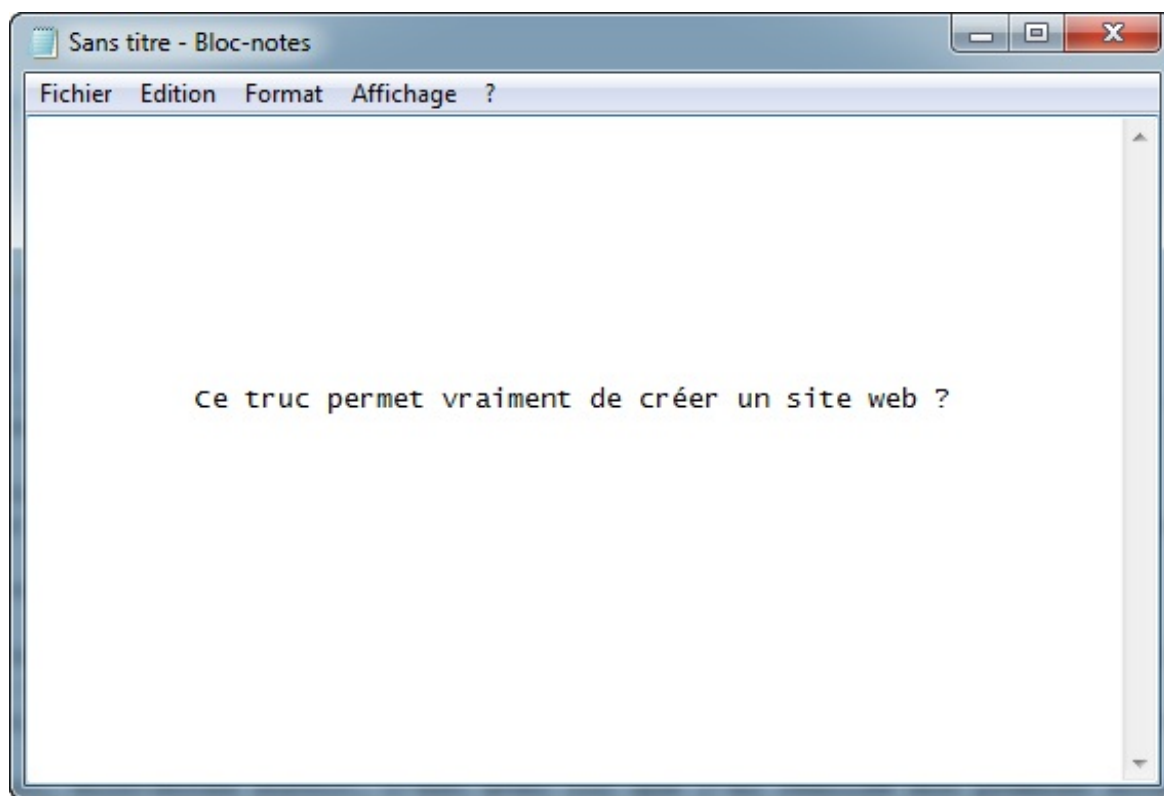 Sans titre - Bloc-notes
Fichier Edition Format Affichage ?
Ce truc permet vraiment de créer un site web ?